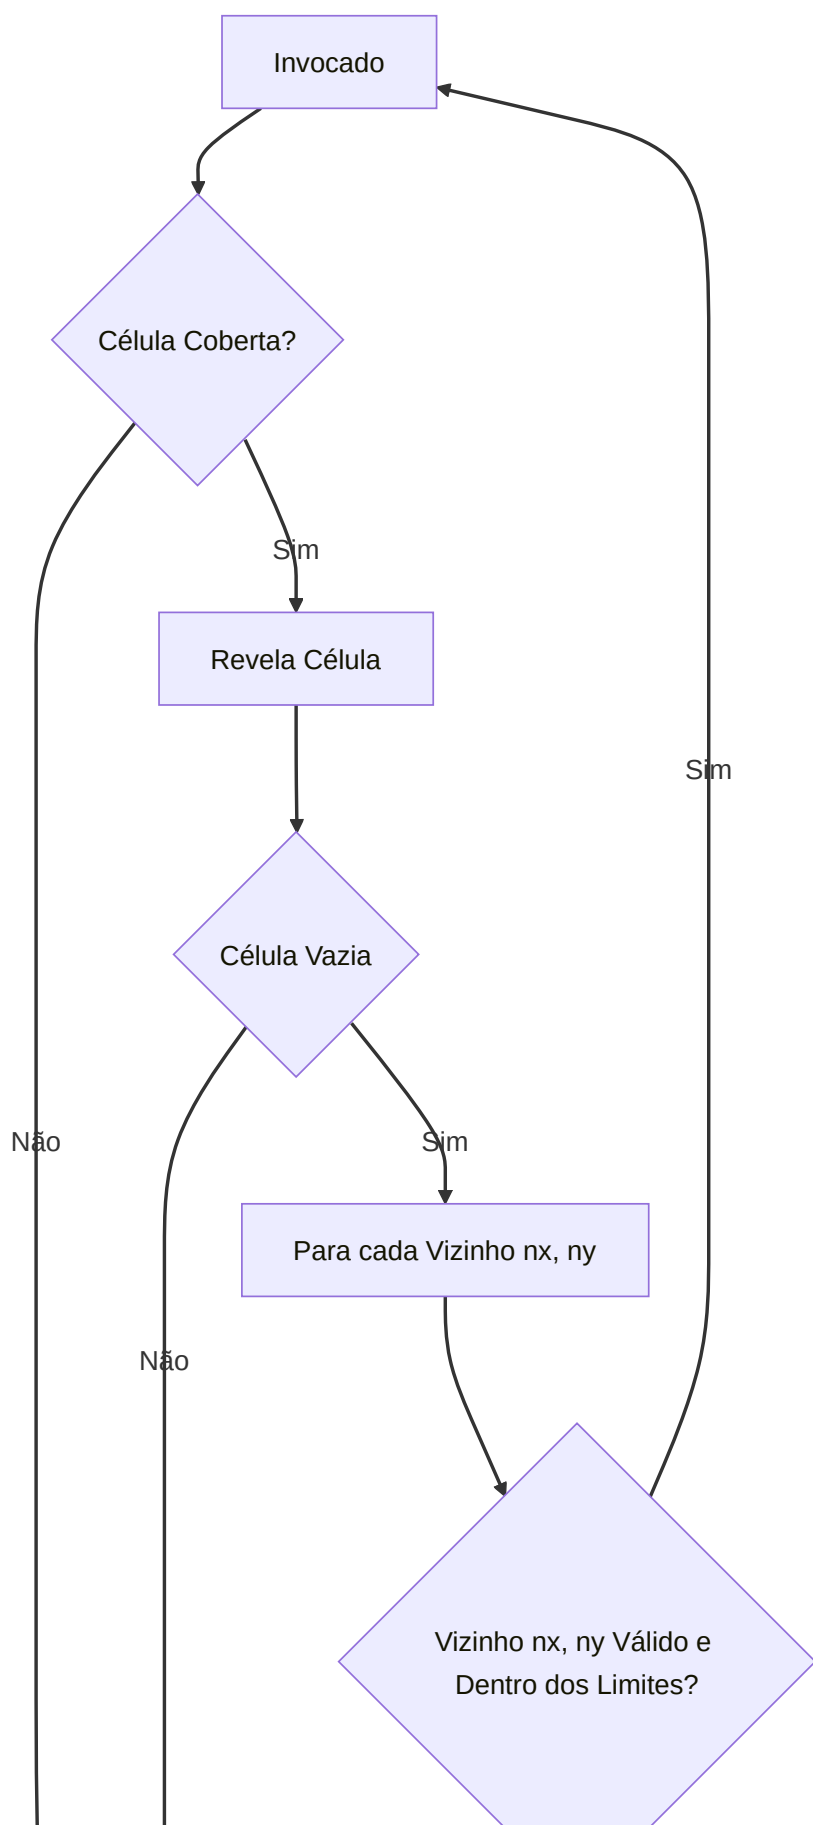 Invocado
Célula Coberta?
Sim
Revela Célula
Sim
Célula Vazia
Não
Sim
Para cada Vizinho nx, ny
Não
Vizinho nx, ny Válido e
Dentro dos Limites?